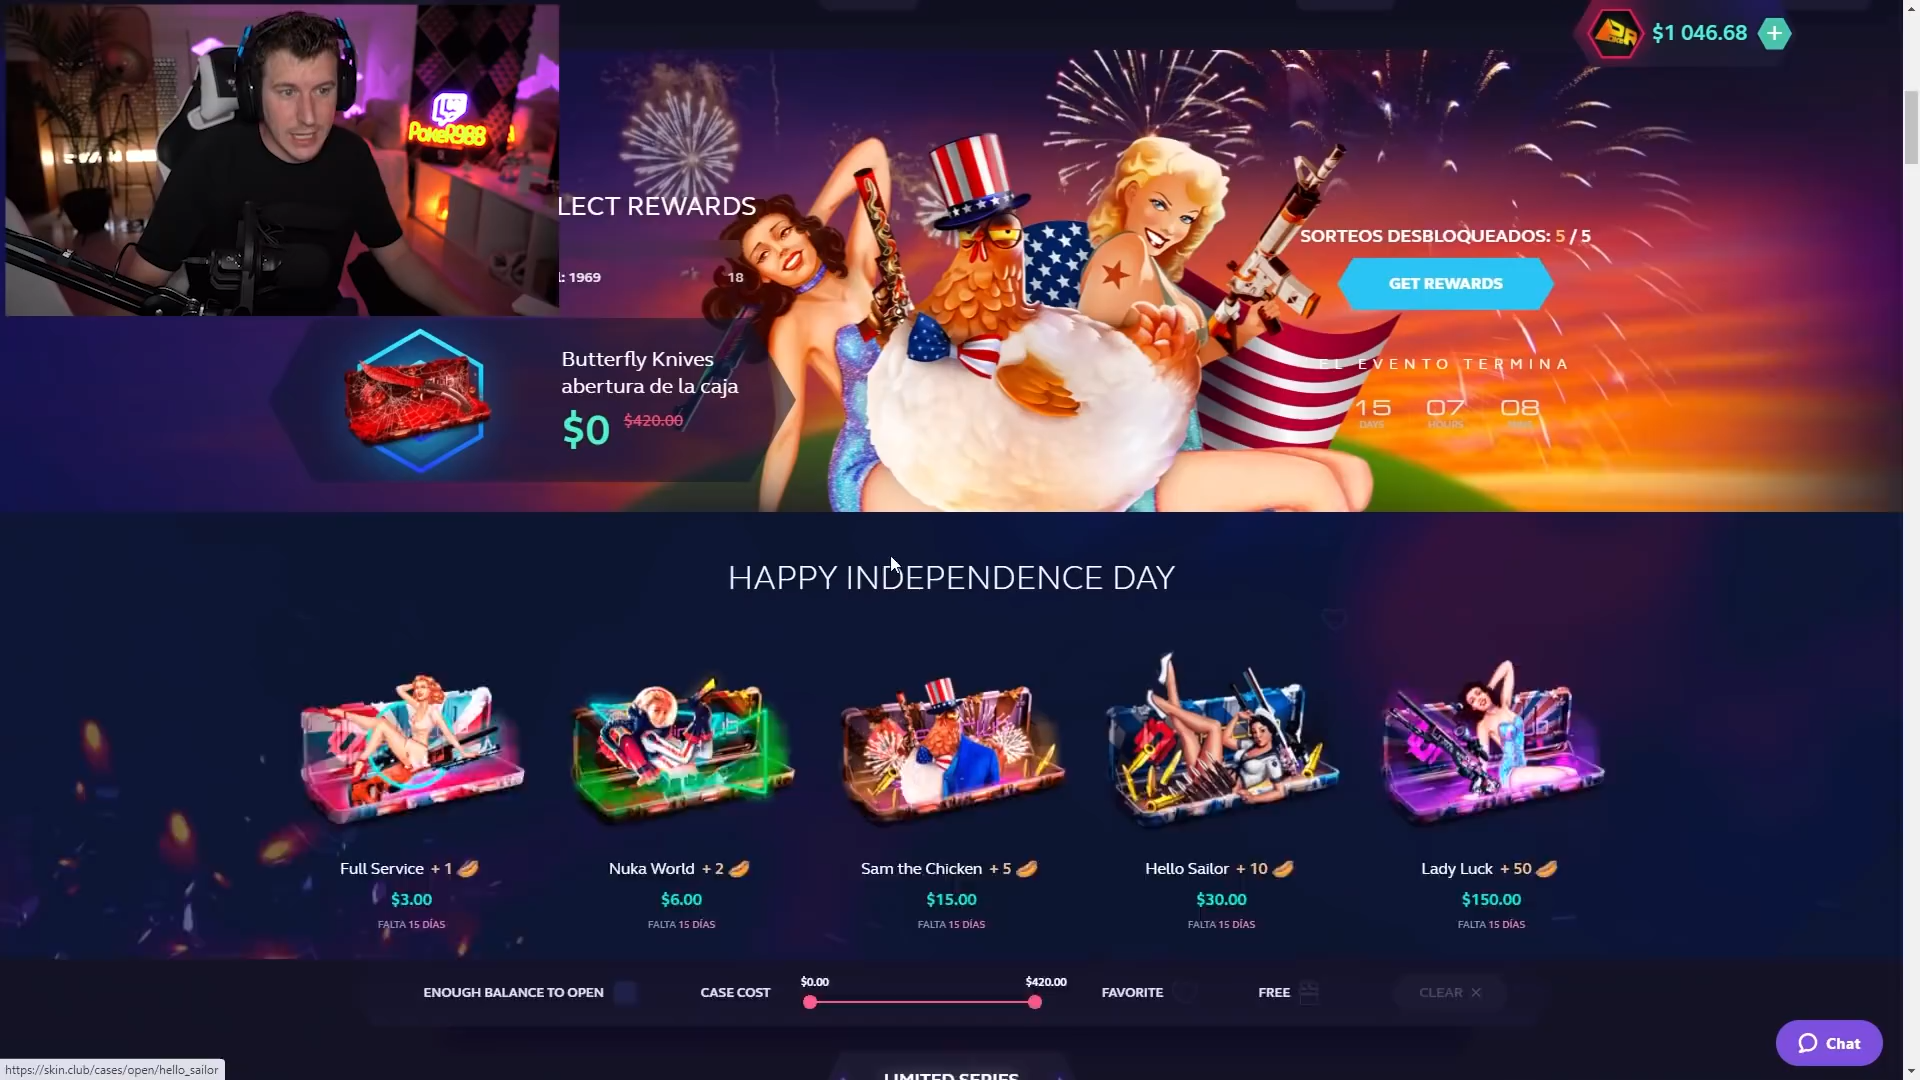 $1 046.68
PoKeR988
LECT REWARDS
: 1969
18
SORTEOS DESBLOQUEADOS: 5 / 5
GET REWARDS
Butterfly Knives
abertura de la caja
$0 $420.00
EL EVENTO TERMINA
15 07 08
DAYS HOURS
HAPPY INDEPENDENCE DAY
Full Service + 1
$3.00
FALTA 15 DÍAS
Nuka World + 2
$6.00
FALTA 15 DÍAS
Sam the Chicken + 5
$15.00
FALTA 15 DÍAS
Hello Sailor + 10
$30.00
FALTA 15 DÍAS
Lady Luck + 50
$150.00
FALTA 15 DÍAS
ENOUGH BALANCE TO OPEN
CASE COST
$0.00 $420.00
FAVORITE
FREE
CLEAR ×
Chat
https://skin.club/cases/open/hello_sailor
LIMITED SERIES